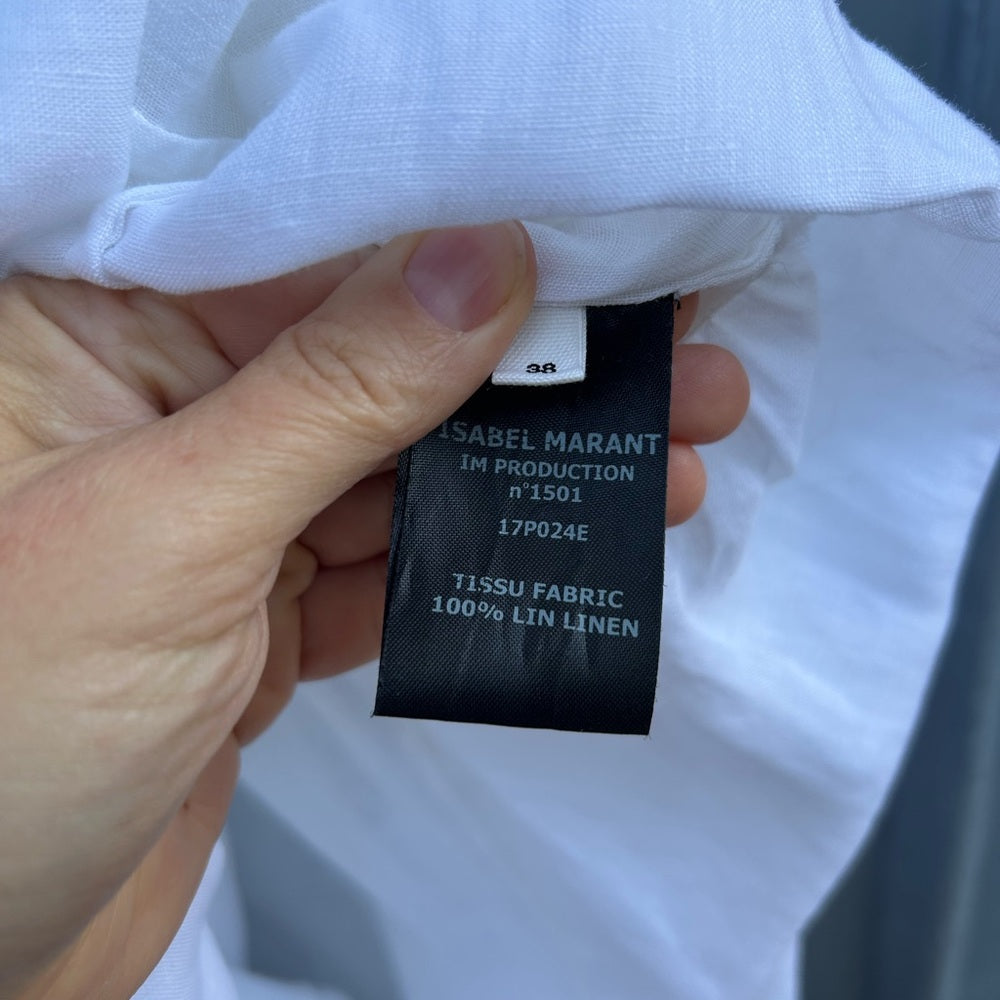 38
ISABEL MARANT
IM PRODUCTION
n°1501
17P024E
TISSU FABRIC
100% LIN LINEN